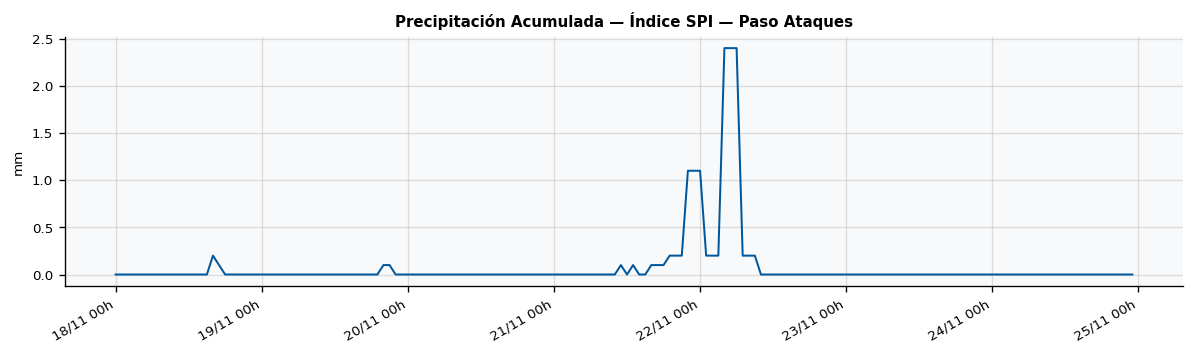 Precipitación Acumulada — Índice SPI — Paso Ataques
mm
2.5
2.0
1.5
1.0
0.5
0.0
18/11 00h
19/11 00h
20/11 00h
21/11 00h
22/11 00h
23/11 00h
24/11 00h
25/11 00h